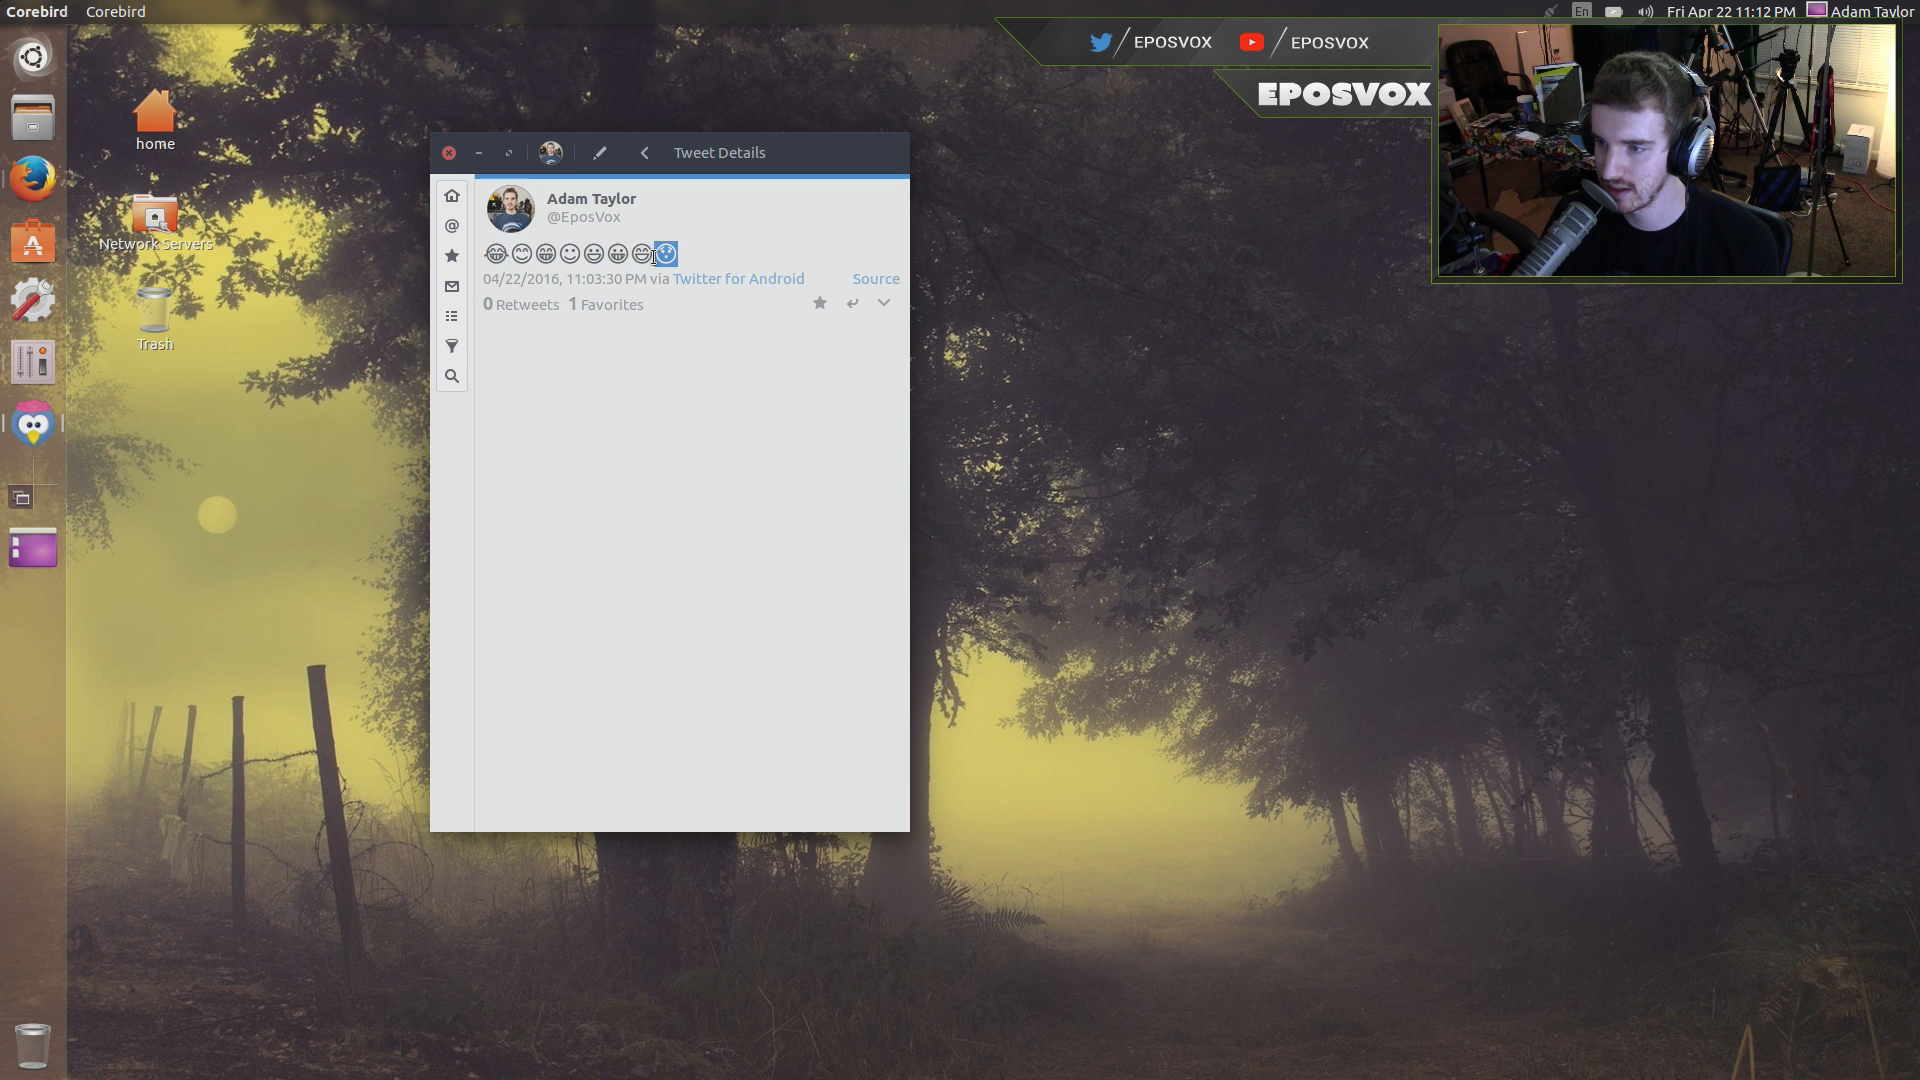 Corebird Corebird
En Fri Apr 22 11:12 PM Adam Taylor
EPOSVOX EPOSVOX
EPOSVOX
home
Network Servers
Trash
Tweet Details
Adam Taylor
@EposVox
😂😊😁🙂😃😀😄😯
04/22/2016, 11:03:30 PM via Twitter for Android Source
0 Retweets 1 Favorites